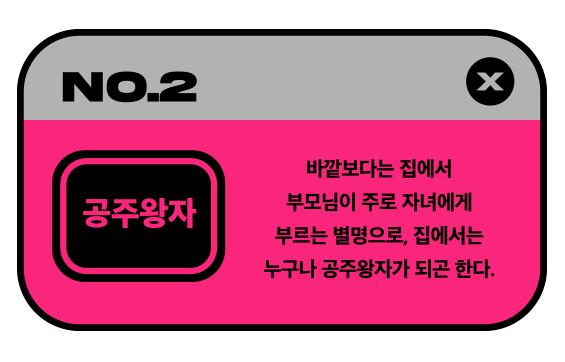 NO.2
X
공주왕자
바깥보다는 집에서
부모님이 주로 자녀에게
부르는 별명으로, 집에서는
누구나 공주왕자가 되곤 한다.